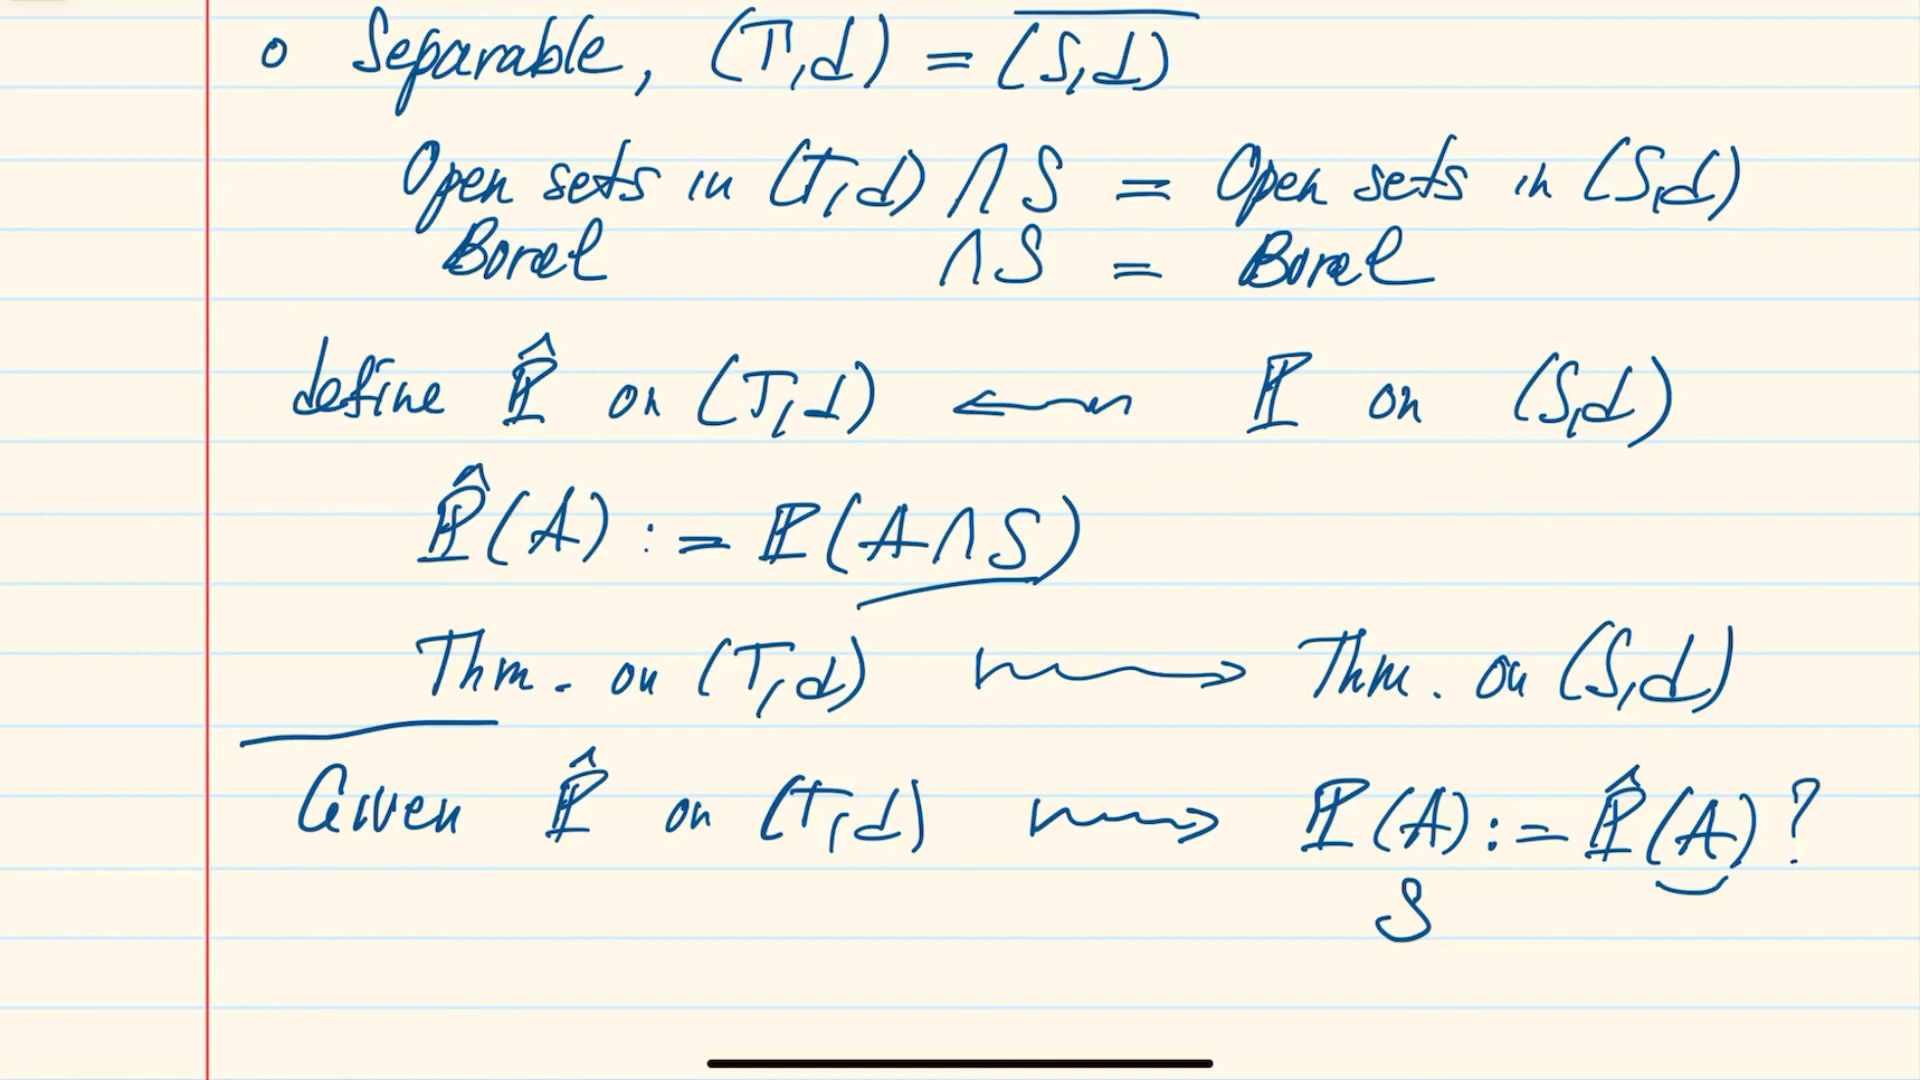 o Separable, (T,d) = \overline{(S,d)}
Open sets in (T,d) ∩ S = Open sets in (S,d)
Borel ∩ S = Borel
define P̂ on (T,d) ← P on (S,d)
P̂(A) := P(A∩S)
Thm. on (T,d) → Thm. on (S,d)
Given P̂ on (T,d) → P(A) := P̂(A)?
S